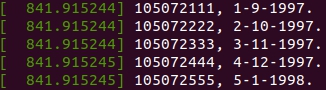 [  841.915244] 105072111, 1-9-1997.
[  841.915244] 105072222, 2-10-1997.
[  841.915244] 105072333, 3-11-1997.
[  841.915245] 105072444, 4-12-1997.
[  841.915245] 105072555, 5-1-1998.